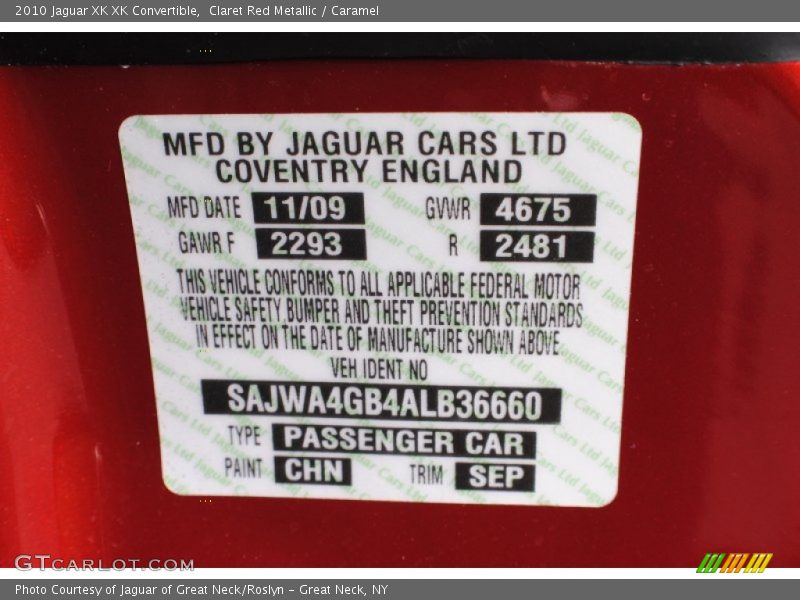 2010 Jaguar XK XK Convertible,  Claret Red Metallic / Caramel
MFD BY JAGUAR CARS LTD
COVENTRY ENGLAND
MFD DATE 11/09 GVWR 4675
GAWR F 2293 R 2481
THIS VEHICLE CONFORMS TO ALL APPLICABLE FEDERAL MOTOR
VEHICLE SAFETY BUMPER AND THEFT PREVENTION STANDARDS
IN EFFECT ON THE DATE OF MANUFACTURE SHOWN ABOVE
VEH IDENT NO
SAJWA4GB4ALB36660
TYPE PASSENGER CAR
PAINT CHN TRIM SEP
GTCARLOT.COM
Photo Courtesy of Jaguar of Great Neck/Roslyn – Great Neck, NY